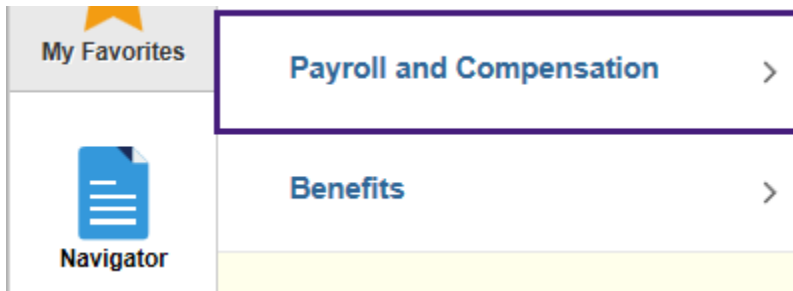 My Favorites
Payroll and Compensation
Benefits
Navigator